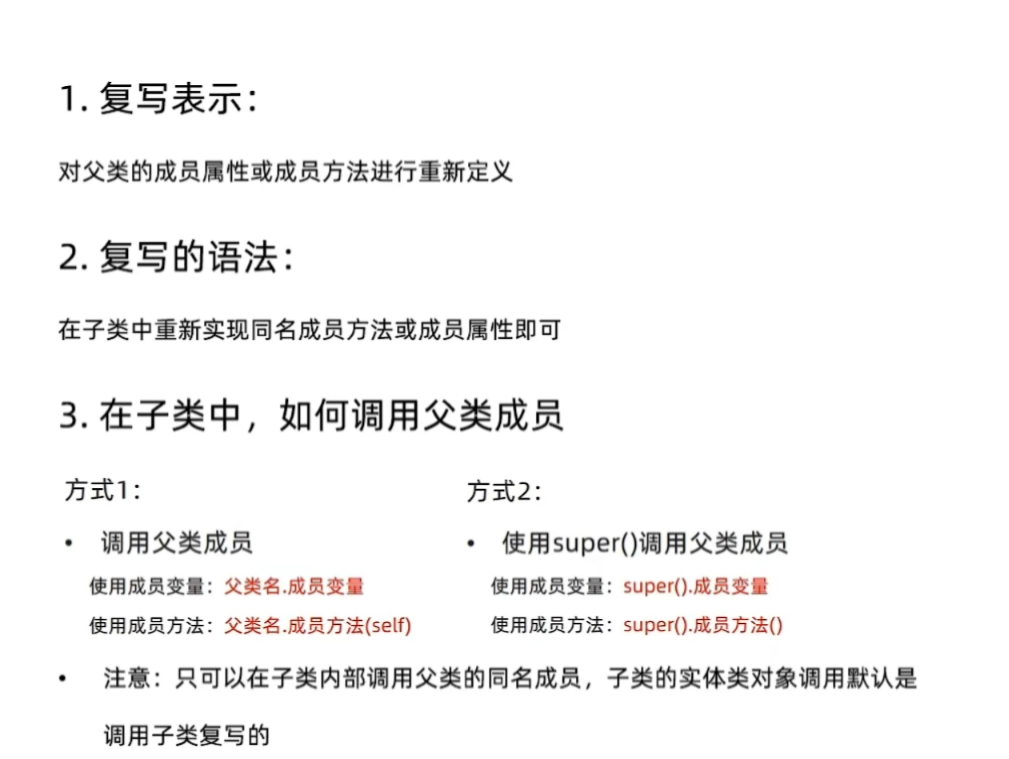 1. 复写表示：
对父类的成员属性或成员方法进行重新定义
2. 复写的语法：
在子类中重新实现同名成员方法或成员属性即可
3. 在子类中，如何调用父类成员
方式1：
• 调用父类成员
使用成员变量：父类名.成员变量
使用成员方法：父类名.成员方法(self)
方式2：
• 使用super()调用父类成员
使用成员变量：super().成员变量
使用成员方法：super().成员方法()
• 注意：只可以在子类内部调用父类的同名成员，子类的实体类对象调用默认是
调用子类复写的